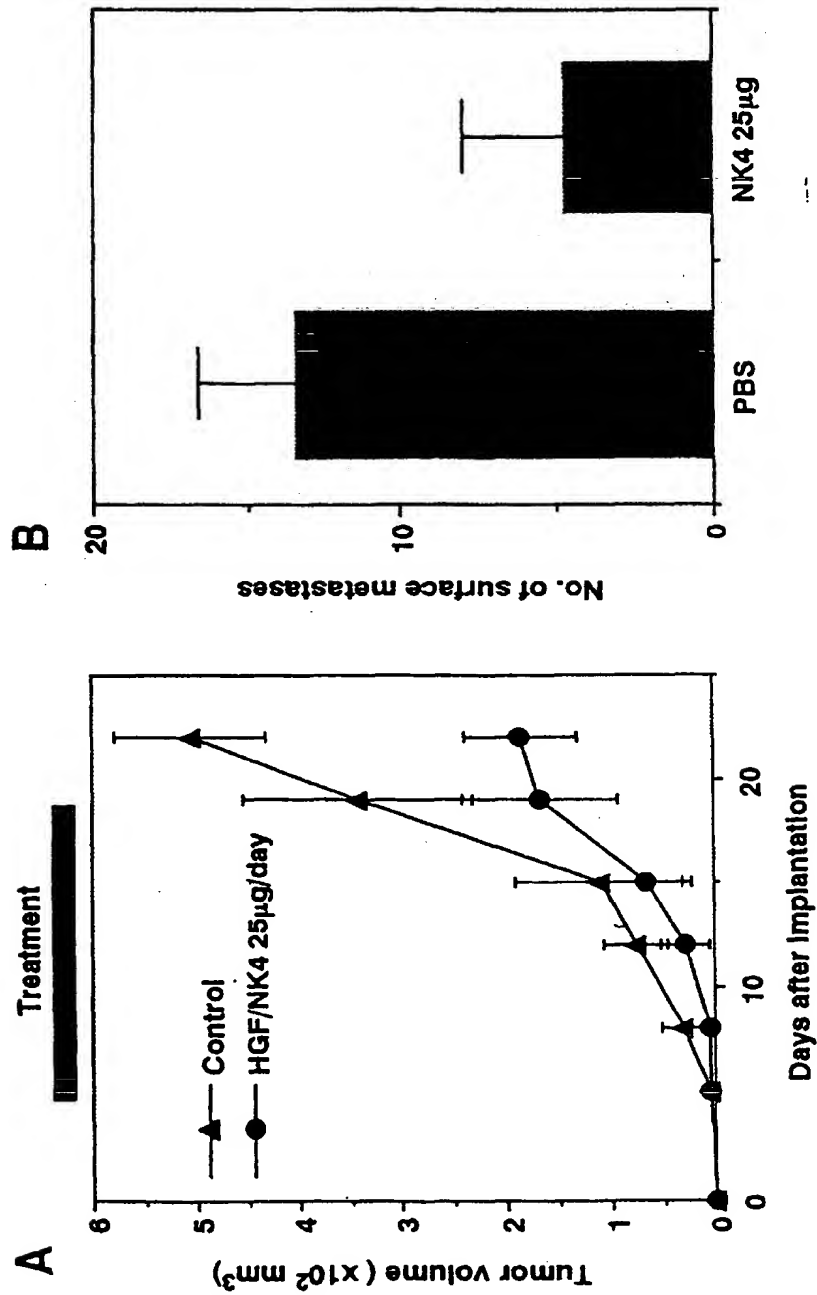 A
Treatment
Control
HGF/NK4 25µg/day
Tumor volume (x10² mm³)
6
5
4
3
2
1
0
0
10
20
Days after implantation
B
No. of surface metastases
20
10
0
PBS
NK4 25µg